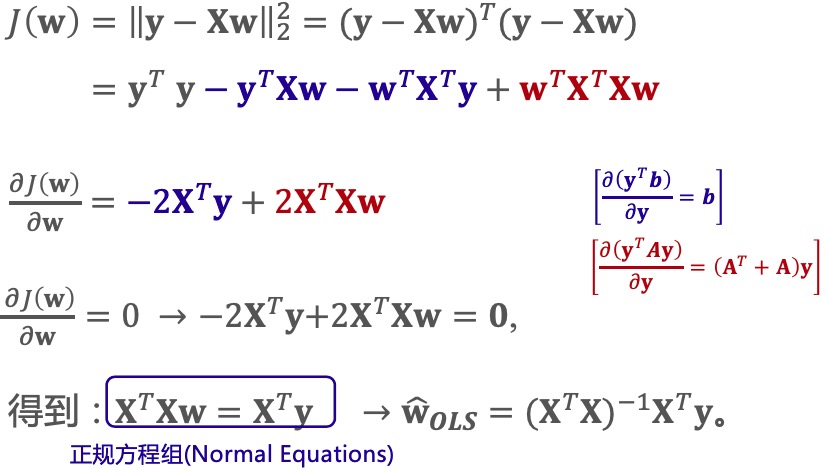 J(w) = ‖y − Xw‖₂² = (y − Xw)ᵀ(y − Xw)
= yᵀ y − yᵀXw − wᵀXᵀy + wᵀXᵀXw
∂J(w)/∂w = −2Xᵀy + 2XᵀXw
[∂(yᵀb)/∂y = b]
[∂(yᵀAy)/∂y = (Aᵀ + A)y]
∂J(w)/∂w = 0 → −2Xᵀy+2XᵀXw = 0,
得到：XᵀXw = Xᵀy → ŵ_OLS = (XᵀX)⁻¹Xᵀy。
正规方程组(Normal Equations)